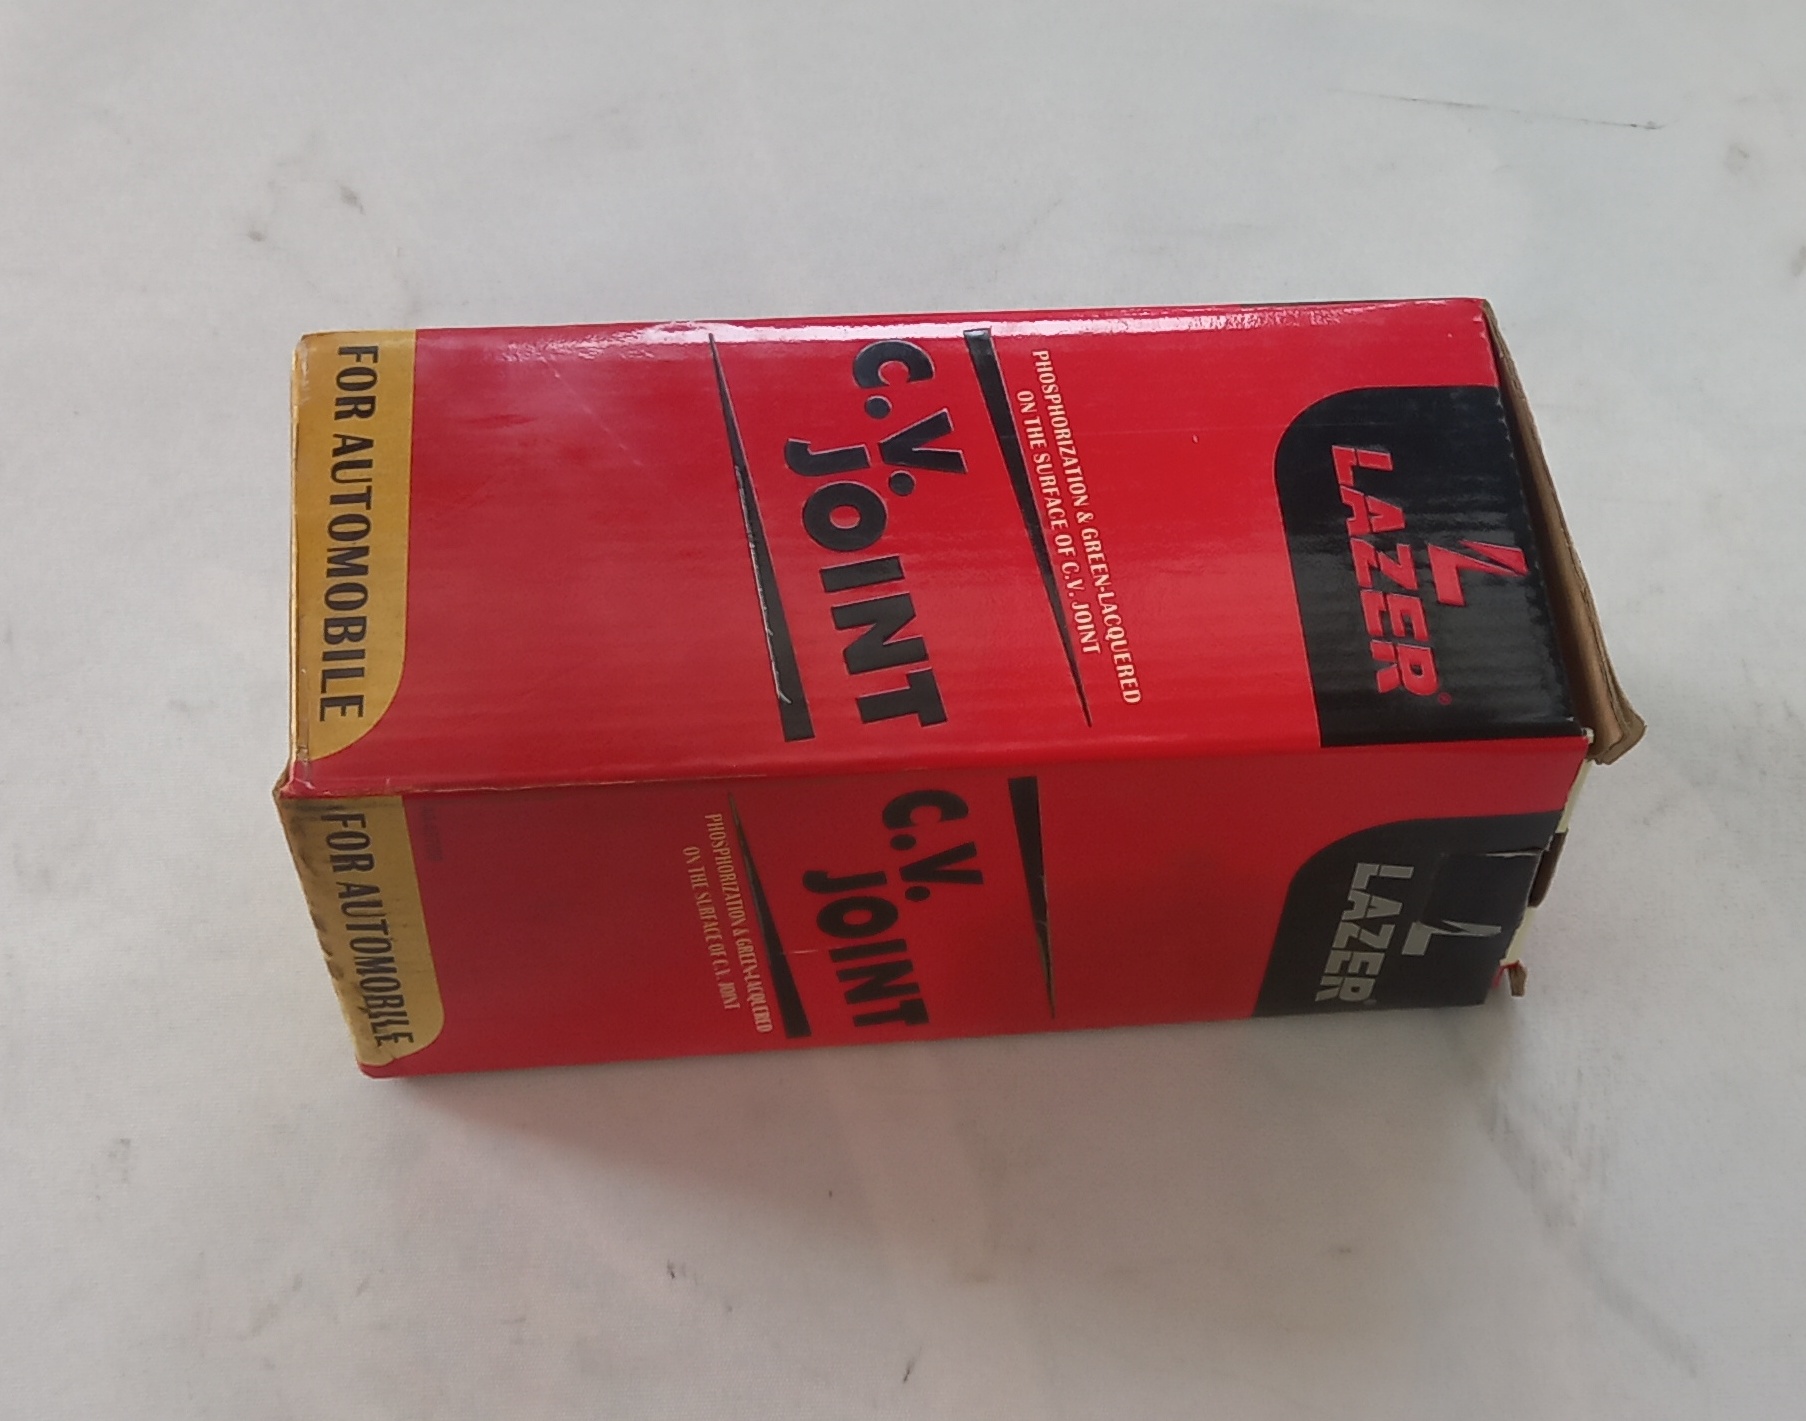 LAZER®
PHOSPHORIZATION & GREEN-LACQUERED
ON THE SURFACE OF C.V. JOINT
C.V.
JOINT
FOR AUTOMOBILE
LAZER®
C.V.
JOINT
PHOSPHORIZATION & GREEN-LACQUERED
ON THE SURFACE OF C.V. JOINT
FOR AUTOMOBILE